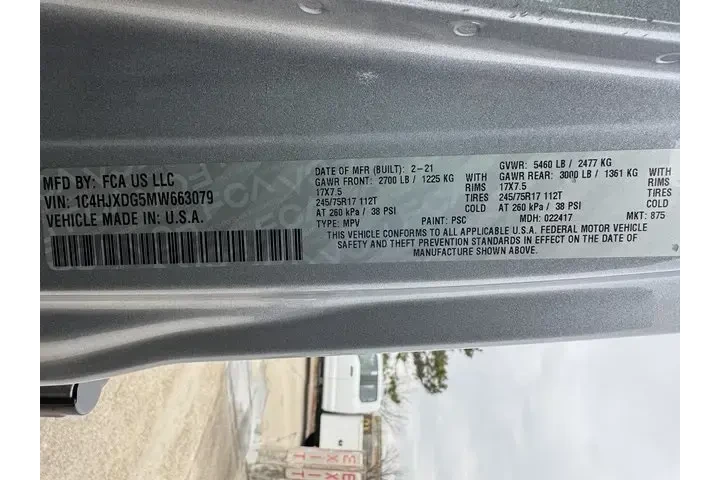 MFD BY: FCA US LLC
VIN: 1C4HJXDG5MW663079
VEHICLE MADE IN U.S.A.
DATE OF MFR (BUILT): 2-21
GAWR FRONT: 2700 LB / 1225 KG WITH
17X7.5 RIMS
245/75R17 112T TIRES
AT 260 kPa / 38 PSI COLD
TYPE: MPV PAINT: PSC
GVWR: 5460 LB / 2477 KG
GAWR REAR: 3000 LB / 1361 KG WITH
17X7.5 RIMS
245/75R17 112T TIRES
AT 260 kPa / 38 PSI COLD
MDH: 022417 MKT: 875
THIS VEHICLE CONFORMS TO ALL APPLICABLE U.S.A. FEDERAL MOTOR VEHICLE
SAFETY AND THEFT PREVENTION STANDARDS IN EFFECT ON THE DATE OF
MANUFACTURE SHOWN ABOVE.
EXIT